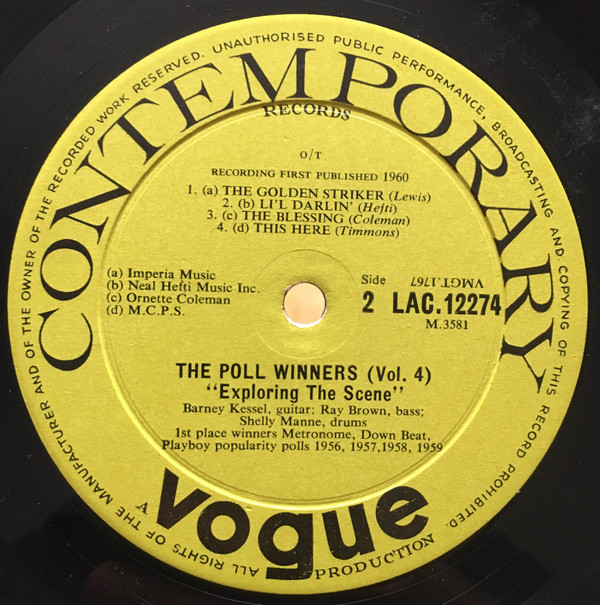 ALL RIGHTS OF THE MANUFACTURER AND OF THE OWNER OF THE RECORDED WORK RESERVED. UNAUTHORISED PUBLIC PERFORMANCE, BROADCASTING AND COPYING OF THIS RECORD PROHIBITED.
CONTEMPORARY
RECORDS
O/T
RECORDING FIRST PUBLISHED 1960
1. (a) THE GOLDEN STRIKER (Lewis)
2. (b) LI'L DARLIN' (Hefti)
3. (c) THE BLESSING (Coleman)
4. (d) THIS HERE (Timmons)
(a) Imperia Music
(b) Neal Hefti Music Inc.
(c) Ornette Coleman
(d) M.C.P.S.
Side
2
VMGT.1767
LAC.12274
M.3581
THE POLL WINNERS (Vol. 4)
“Exploring The Scene”
Barney Kessel, guitar; Ray Brown, bass;
Shelly Manne, drums
1st place winners Metronome, Down Beat,
Playboy popularity polls 1956, 1957,1958, 1959
A
vogue
PRODUCTION